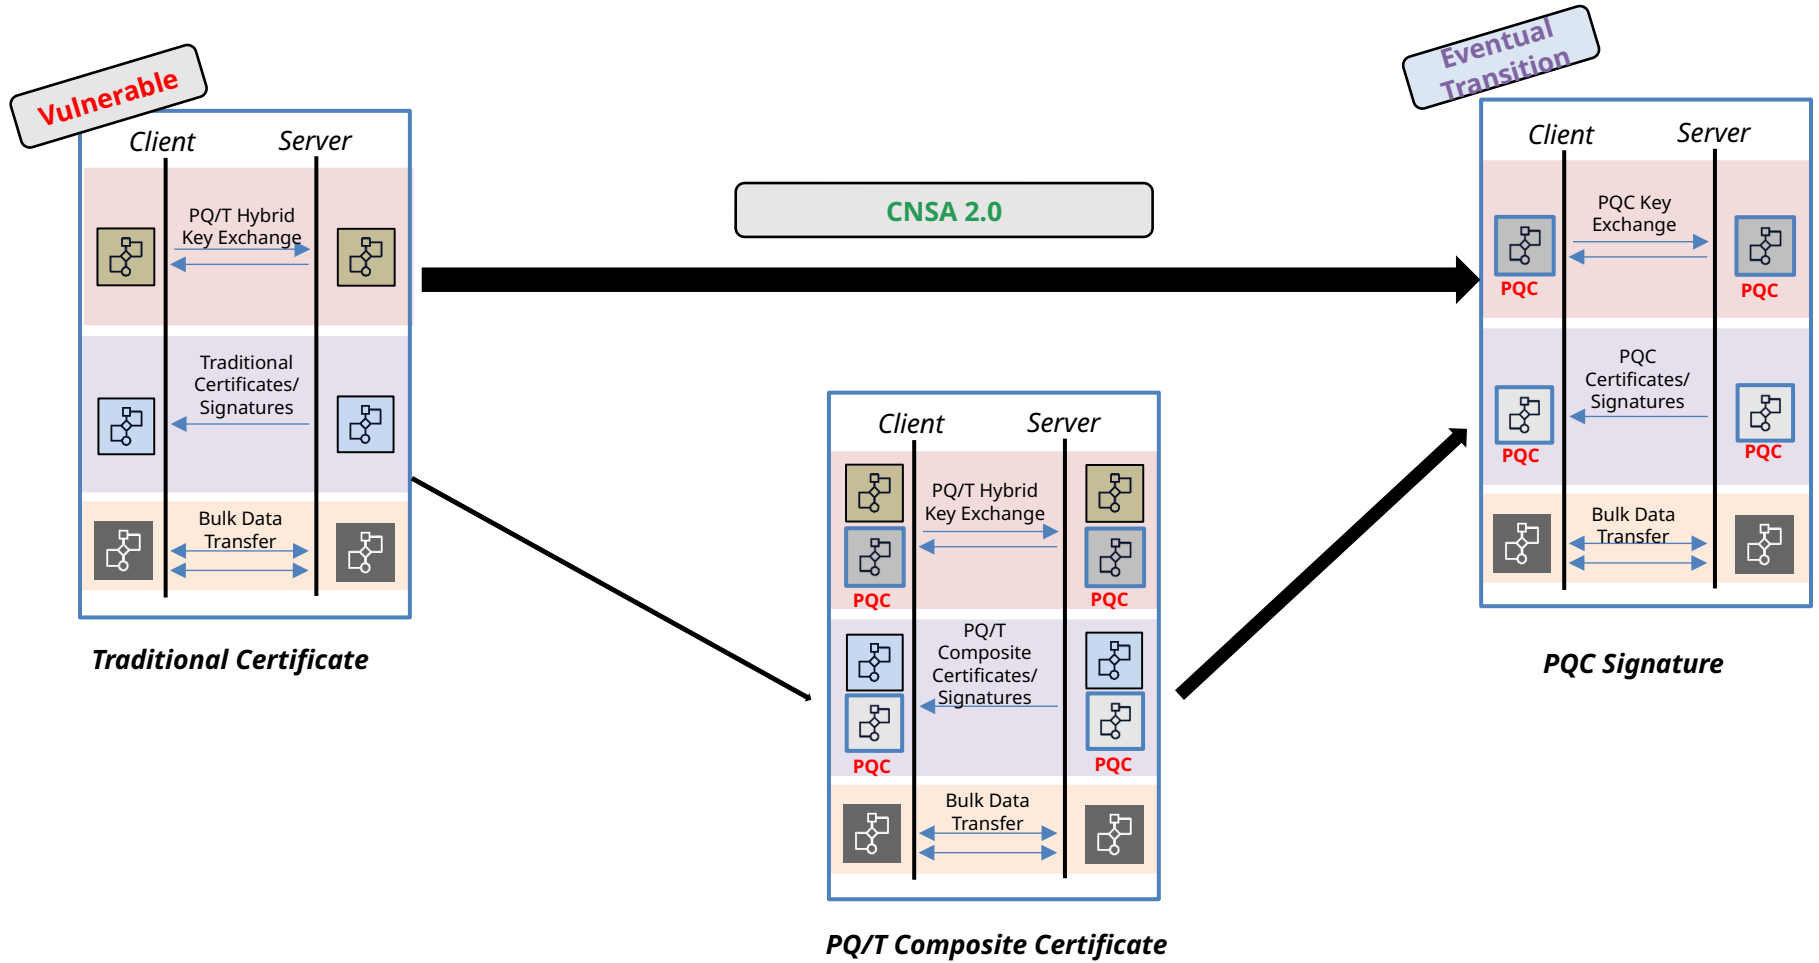 Vulnerable
Client
Server
PQ/T Hybrid
Key Exchange
Traditional
Certificates/
Signatures
Bulk Data
Transfer
Traditional Certificate
CNSA 2.0
Client
Server
PQ/T Hybrid
Key Exchange
PQC
PQC
PQ/T
Composite
Certificates/
Signatures
PQC
PQC
Bulk Data
Transfer
PQ/T Composite Certificate
Eventual
Transition
Client
Server
PQC Key
Exchange
PQC
PQC
PQC
Certificates/
Signatures
PQC
PQC
Bulk Data
Transfer
PQC Signature